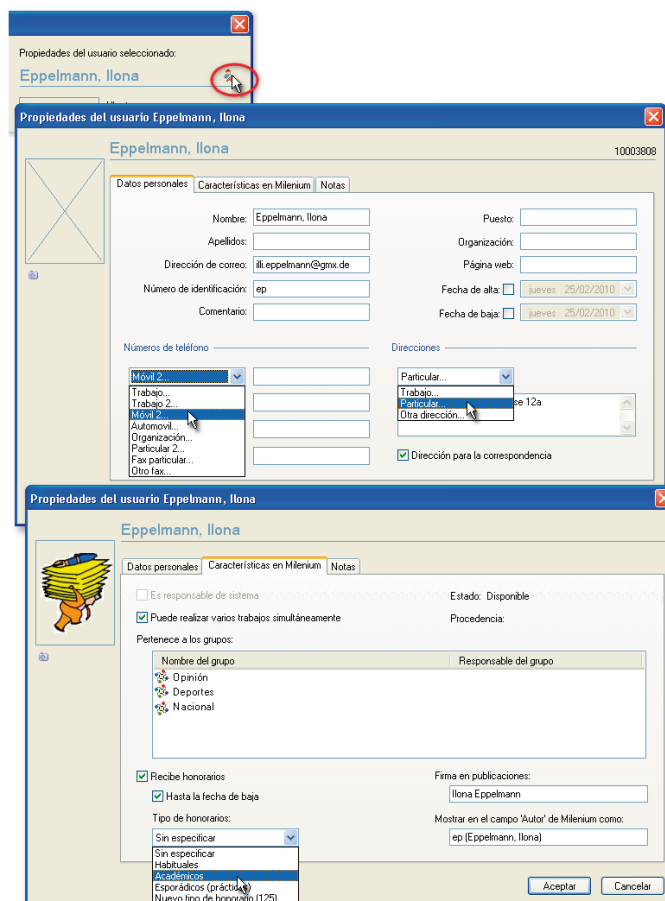 Propiedades del usuario seleccionado:
Eppelmann, Ilona
Propiedades del usuario Eppelmann, Ilona
Eppelmann, Ilona
10003808
Datos personales Características en Milenium Notas
Nombre: Eppelmann, Ilona
Puesto:
Apellidos:
Organización:
Dirección de correo: illi.eppelmann@gmx.de
Página web:
Número de identificación: ep
Fecha de alta: jueves 25/02/2010
Comentario:
Fecha de baja: jueves 25/02/2010
Números de teléfono
Direcciones
Móvil 2...
Trabajo...
Trabajo 2...
Móvil 2...
Automovil...
Organización...
Particular 2...
Fax particular...
Otro fax...
Particular...
Trabajo...
Particular...
Otra dirección...
se 12a
Dirección para la correspondencia
Propiedades del usuario Eppelmann, Ilona
Eppelmann, Ilona
Datos personales Características en Milenium Notas
Es responsable de sistema
Estado: Disponible
Puede realizar varios trabajos simultáneamente
Procedencia:
Pertenece a los grupos:
Nombre del grupo Responsable del grupo
Opinión
Deportes
Nacional
Recibe honorarios
Firma en publicaciones:
Hasta la fecha de baja
Ilona Eppelmann
Tipo de honorarios:
Mostrar en el campo 'Autor' de Milenium como:
Sin especificar
ep (Eppelmann, Ilona)
Sin especificar
Habituales
Académicos
Esporádicos (prácticas)
Nuevo tipo de honorario (125)
Aceptar Cancelar